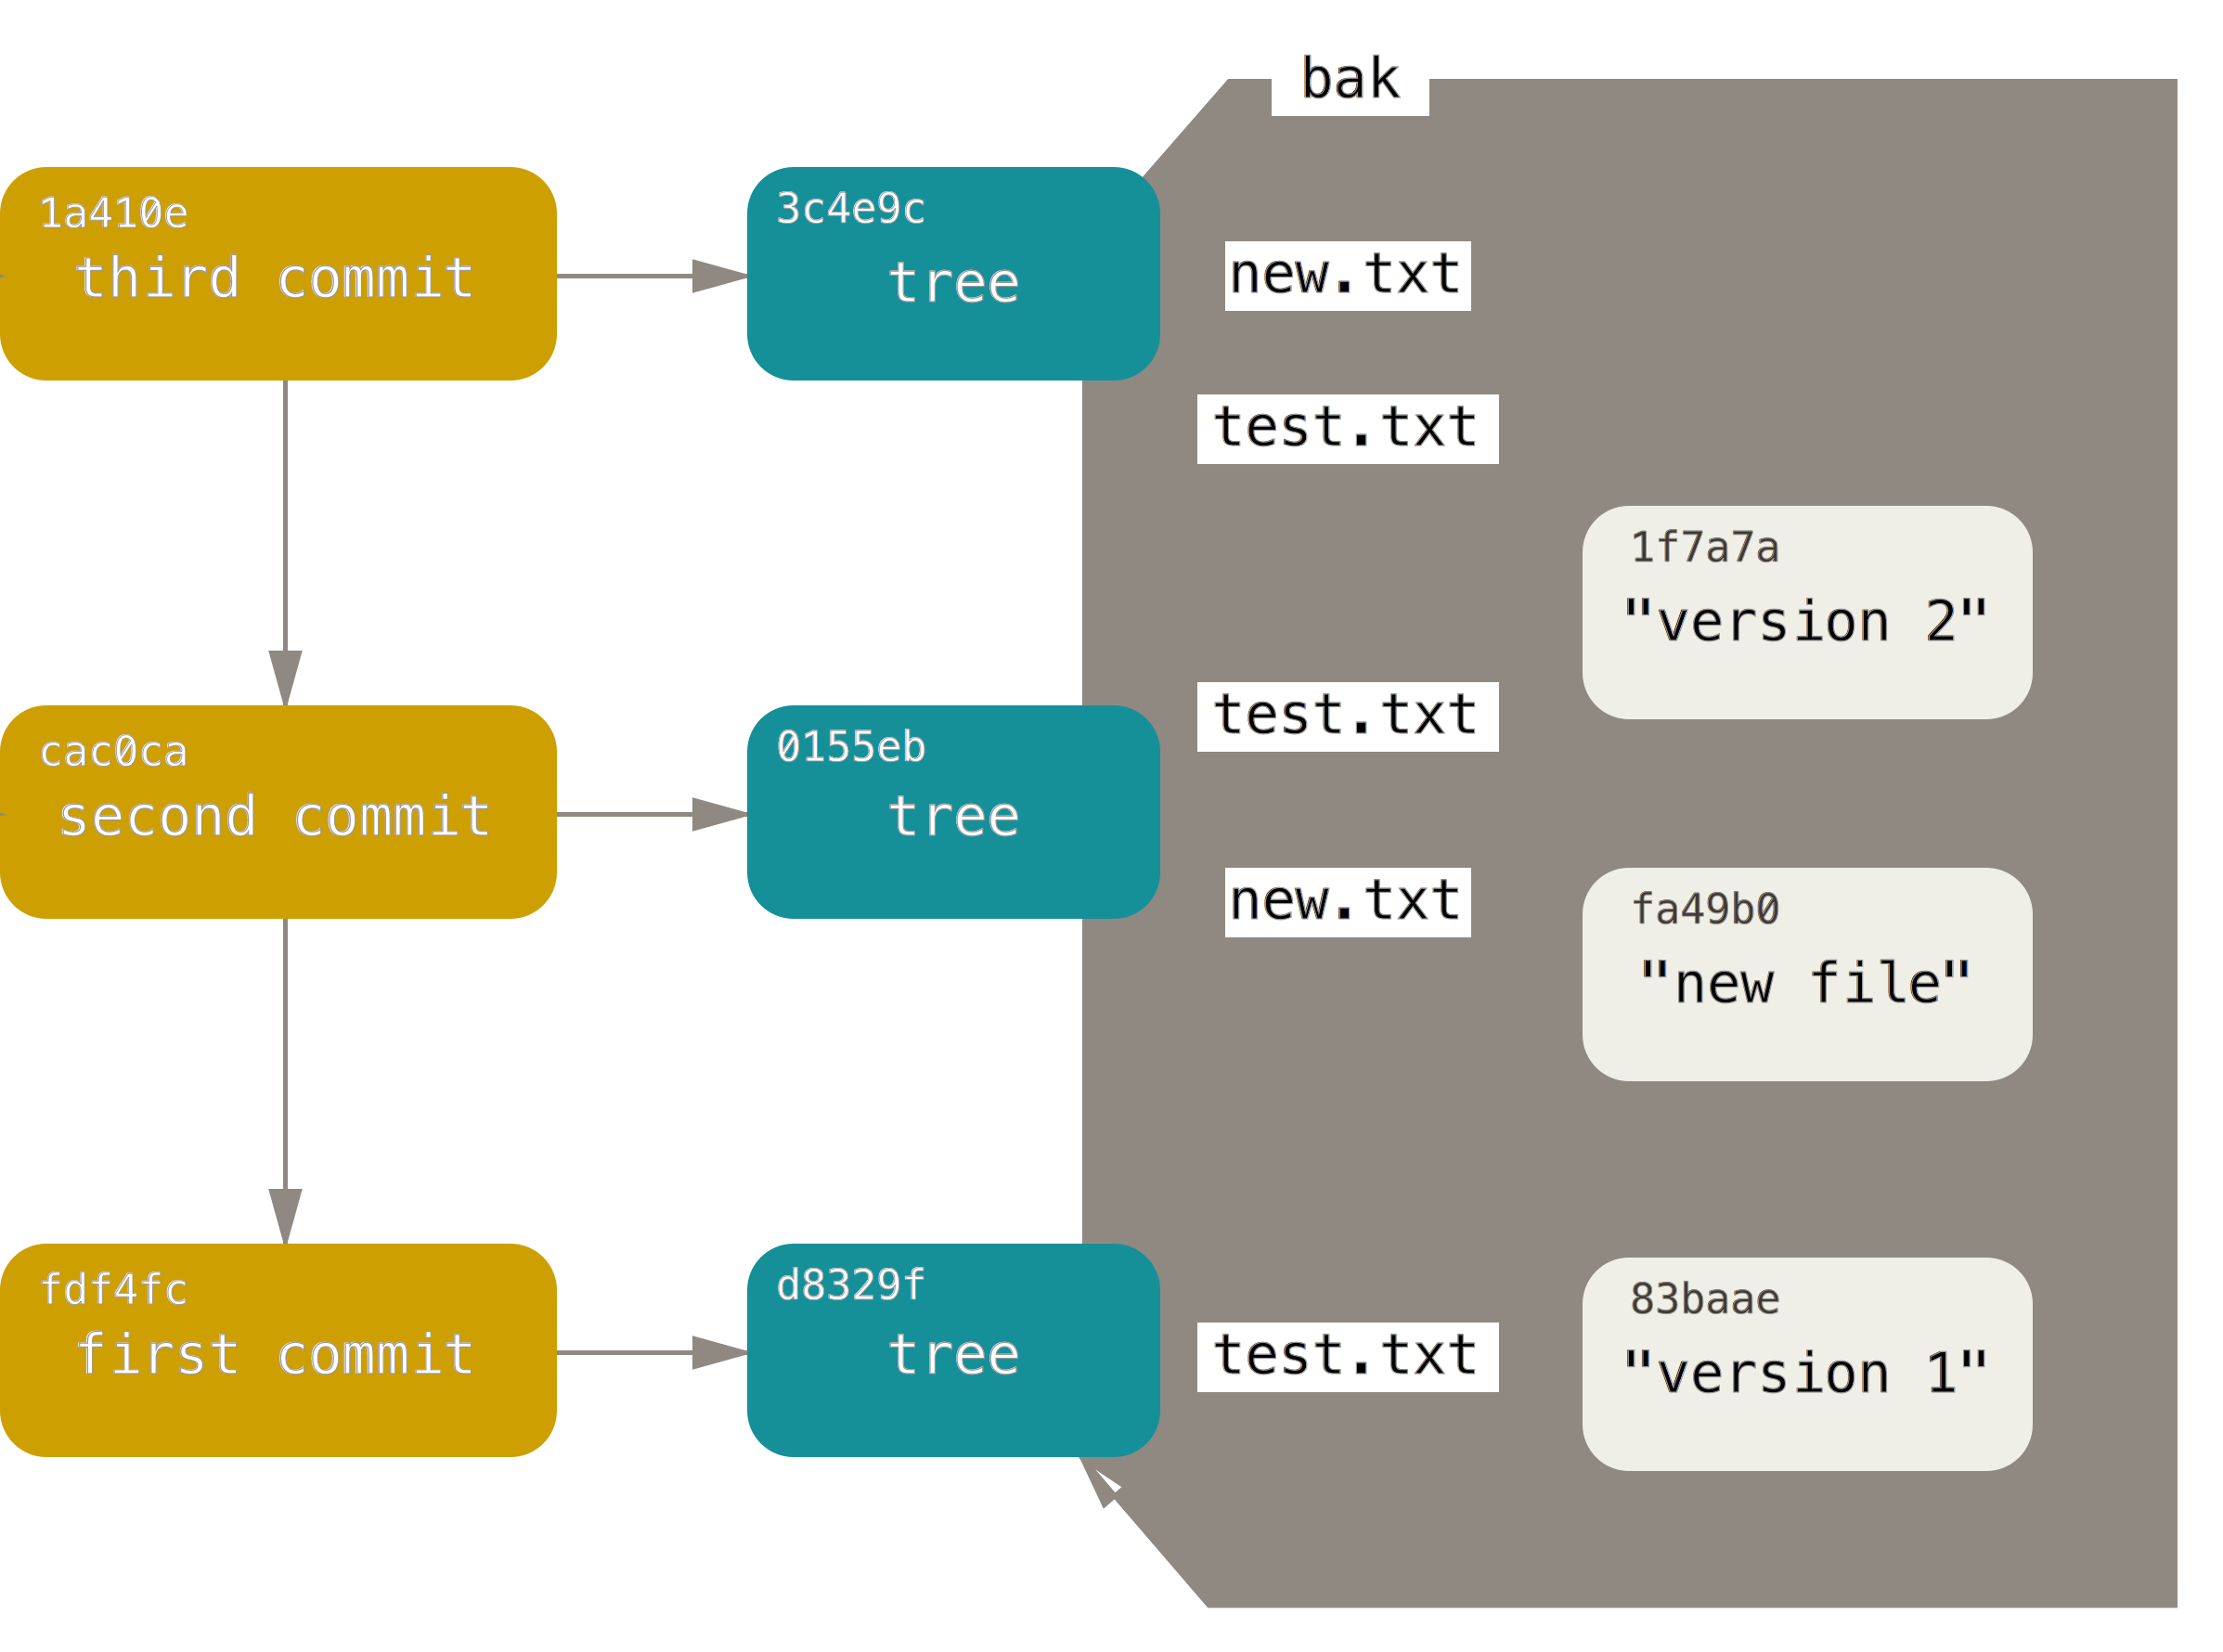 bak
1a410e
third commit
3c4e9c
tree
new.txt
test.txt
1f7a7a
"version 2"
cac0ca
second commit
0155eb
tree
test.txt
new.txt
fa49b0
"new file"
fdf4fc
first commit
d8329f
tree
test.txt
83baae
"version 1"